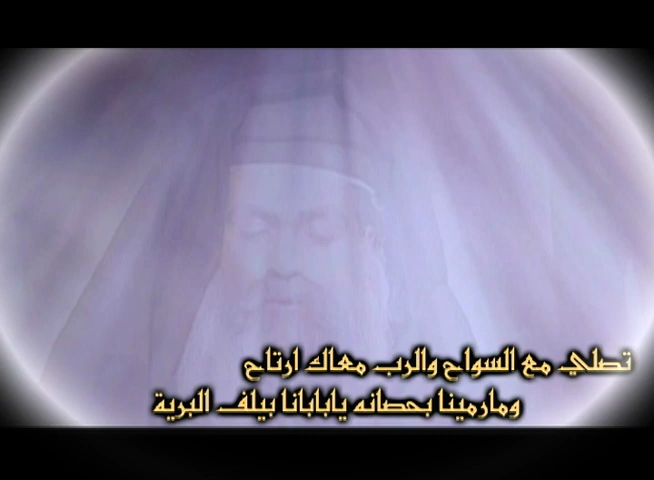 تصلي مع السواح والرب معاك ارتاح
ومارمينا بحصانه يابابانا بيلف البرية